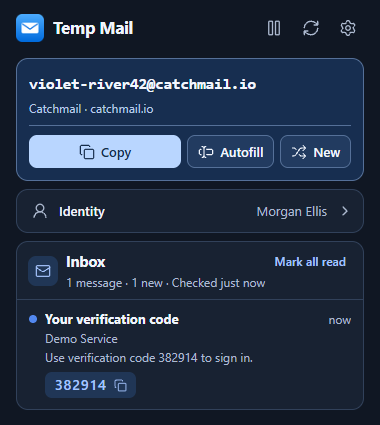 Temp Mail
violet-river42@catchmail.io
Catchmail · catchmail.io
Copy
Autofill
New
Identity
Morgan Ellis
Inbox
Mark all read
1 message · 1 new · Checked just now
Your verification code
now
Demo Service
Use verification code 382914 to sign in.
382914